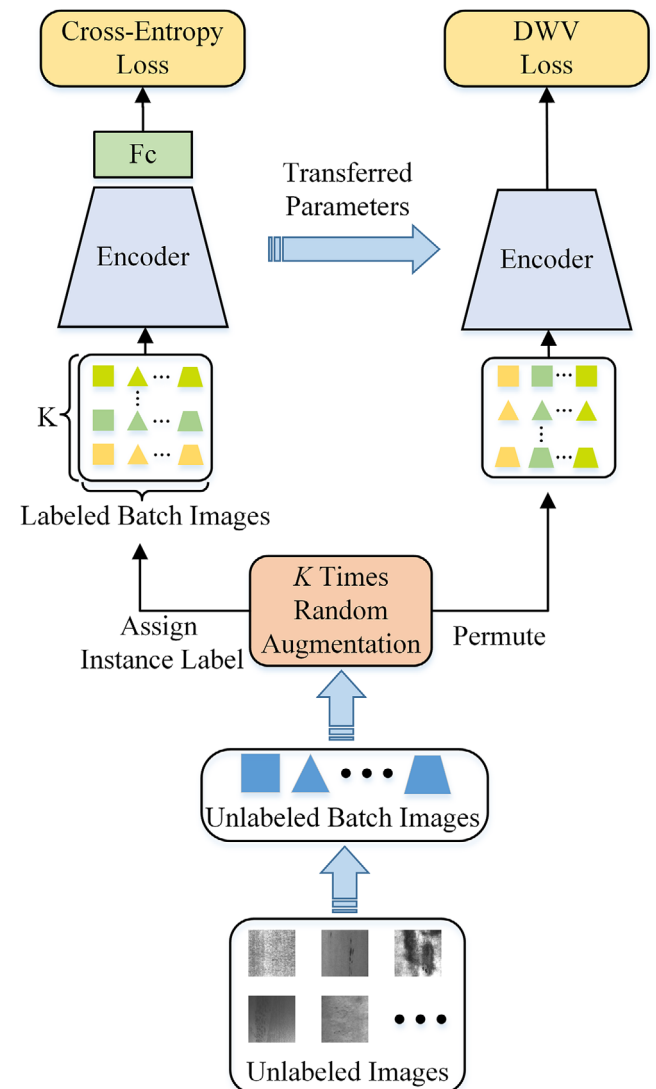 Cross-Entropy
Loss
DWV
Loss
Fc
Transferred
Parameters
Encoder
Encoder
K
Labeled Batch Images
K Times
Random
Augmentation
Assign
Instance Label
Permute
Unlabeled Batch Images
Unlabeled Images